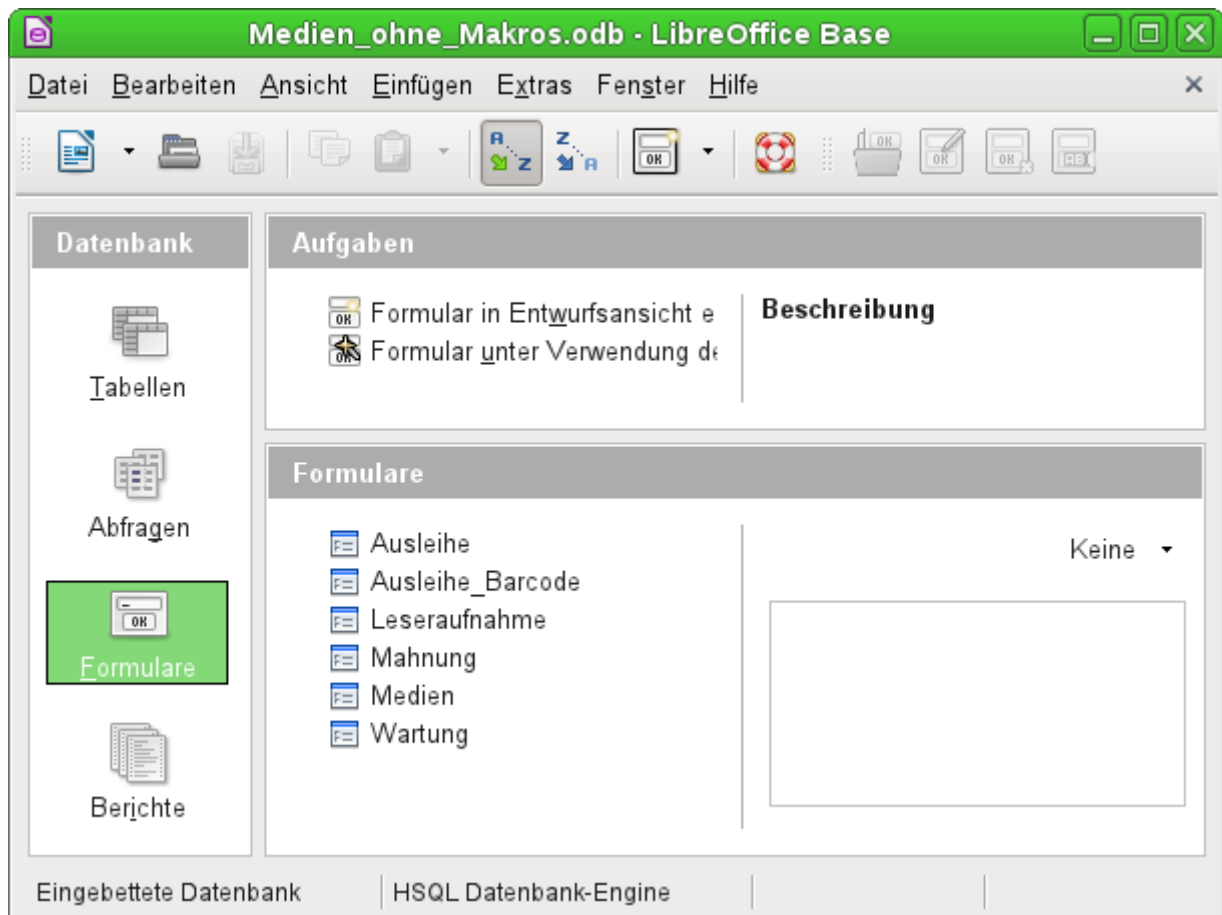 Medien_ohne_Makros.odb - LibreOffice Base
Datei Bearbeiten Ansicht Einfügen Extras Fenster Hilfe
Datenbank
Tabellen
Abfragen
Formulare
Berichte
Aufgaben
Formular in Entwurfsansicht e
Formular unter Verwendung de
Beschreibung
Formulare
Ausleihe
Ausleihe_Barcode
Leseraufnahme
Mahnung
Medien
Wartung
Keine
Eingebettete Datenbank
HSQL Datenbank-Engine